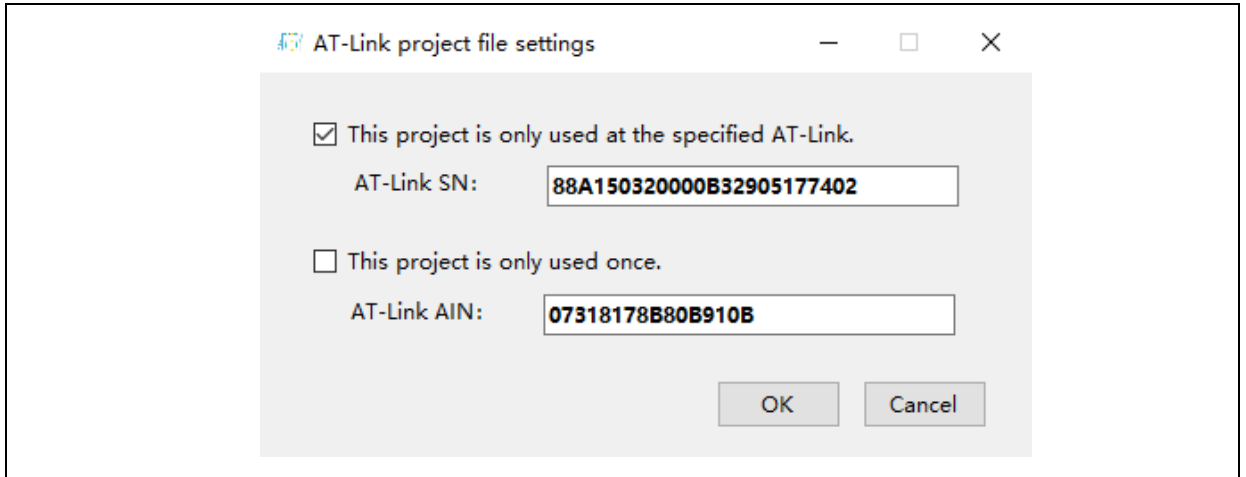 AT-Link project file settings
This project is only used at the specified AT-Link.
AT-Link SN: 88A150320000B32905177402
This project is only used once.
AT-Link AIN: 07318178B80B910B
OK Cancel